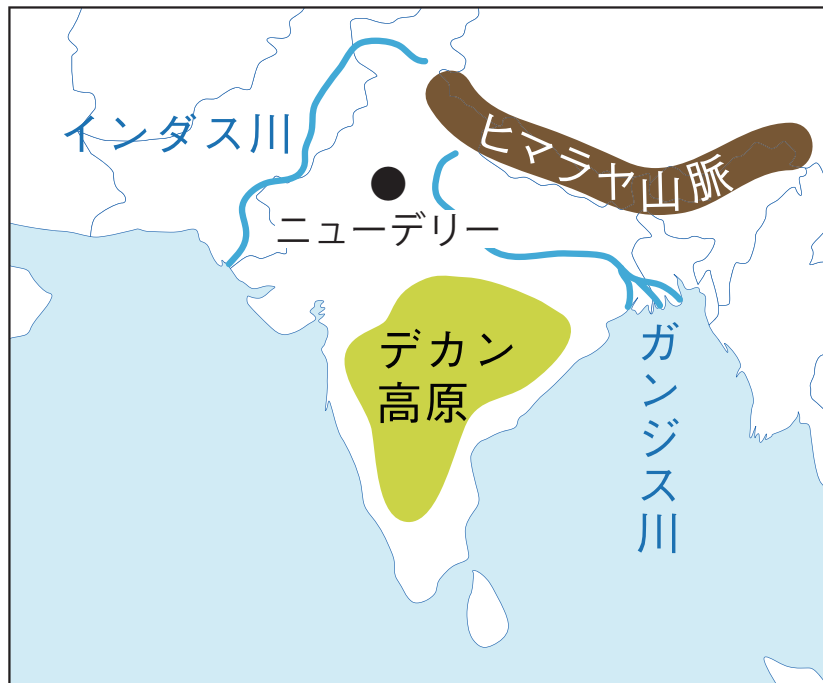 インダス川
ヒマラヤ山脈
ニューデリー
デカン
高原
ガンジス川